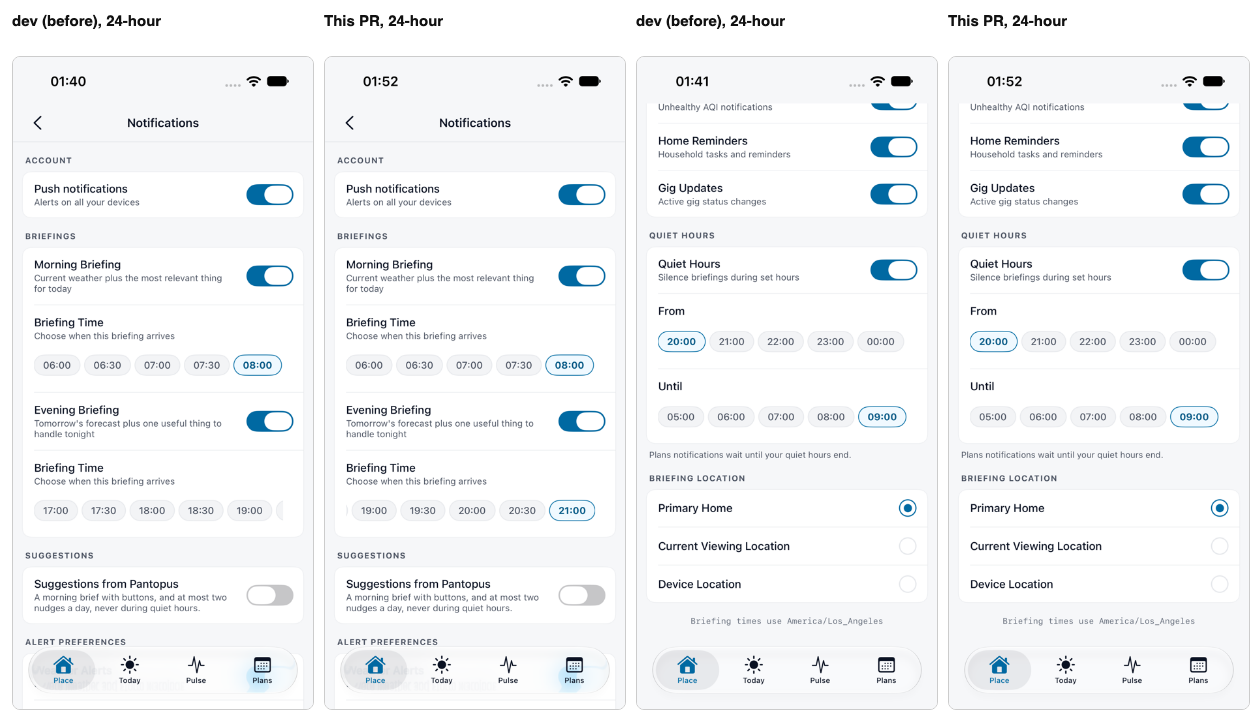 dev (before), 24-hour
01:40
Notifications
ACCOUNT
Push notifications
Alerts on all your devices
BRIEFINGS
Morning Briefing
Current weather plus the most relevant thing
for today
Briefing Time
Choose when this briefing arrives
06:00 06:30 07:00 07:30 08:00
Evening Briefing
Tomorrow's forecast plus one useful thing to
handle tonight
Briefing Time
Choose when this briefing arrives
17:00 17:30 18:00 18:30 19:00
SUGGESTIONS
Suggestions from Pantopus
A morning brief with buttons, and at most two
nudges a day, never during quiet hours.
ALERT PREFERENCES
Place Today Pulse Plans
This PR, 24-hour
01:52
Notifications
ACCOUNT
Push notifications
Alerts on all your devices
BRIEFINGS
Morning Briefing
Current weather plus the most relevant thing
for today
Briefing Time
Choose when this briefing arrives
06:00 06:30 07:00 07:30 08:00
Evening Briefing
Tomorrow's forecast plus one useful thing to
handle tonight
Briefing Time
Choose when this briefing arrives
19:00 19:30 20:00 20:30 21:00
SUGGESTIONS
Suggestions from Pantopus
A morning brief with buttons, and at most two
nudges a day, never during quiet hours.
ALERT PREFERENCES
Place Today Pulse Plans
dev (before), 24-hour
01:41
Unhealthy AQI notifications
Home Reminders
Household tasks and reminders
Gig Updates
Active gig status changes
QUIET HOURS
Quiet Hours
Silence briefings during set hours
From
20:00 21:00 22:00 23:00 00:00
Until
05:00 06:00 07:00 08:00 09:00
Plans notifications wait until your quiet hours end.
BRIEFING LOCATION
Primary Home
Current Viewing Location
Device Location
Briefing times use America/Los_Angeles
Place Today Pulse Plans
This PR, 24-hour
01:52
Unhealthy AQI notifications
Home Reminders
Household tasks and reminders
Gig Updates
Active gig status changes
QUIET HOURS
Quiet Hours
Silence briefings during set hours
From
20:00 21:00 22:00 23:00 00:00
Until
05:00 06:00 07:00 08:00 09:00
Plans notifications wait until your quiet hours end.
BRIEFING LOCATION
Primary Home
Current Viewing Location
Device Location
Briefing times use America/Los_Angeles
Place Today Pulse Plans